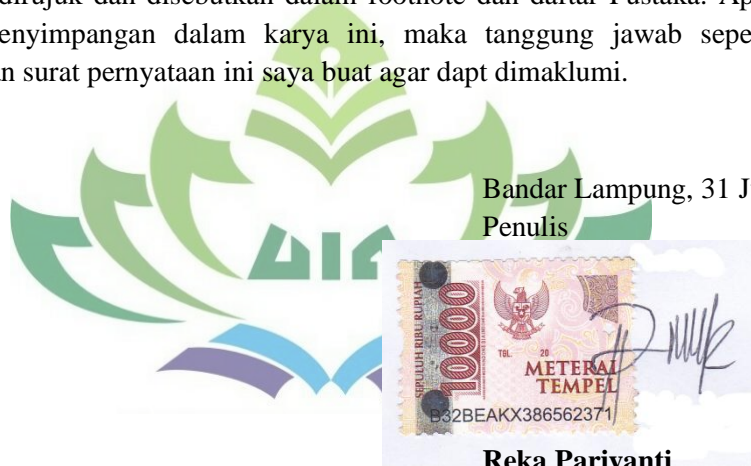 dirujuk dan disebutkan dalam footnote dan daftar Pustaka. Ap
enyimpangan dalam karya ini, maka tanggung jawab sepe
n surat pernyataan ini saya buat agar dapt dimaklumi.
Bandar Lampung, 31 J
Penulis
SEPULUH RIBU RUPIAH
10000
TBL. 20
METERAI
TEMPEL
B32BEAKX386562371
Reka Pariyanti